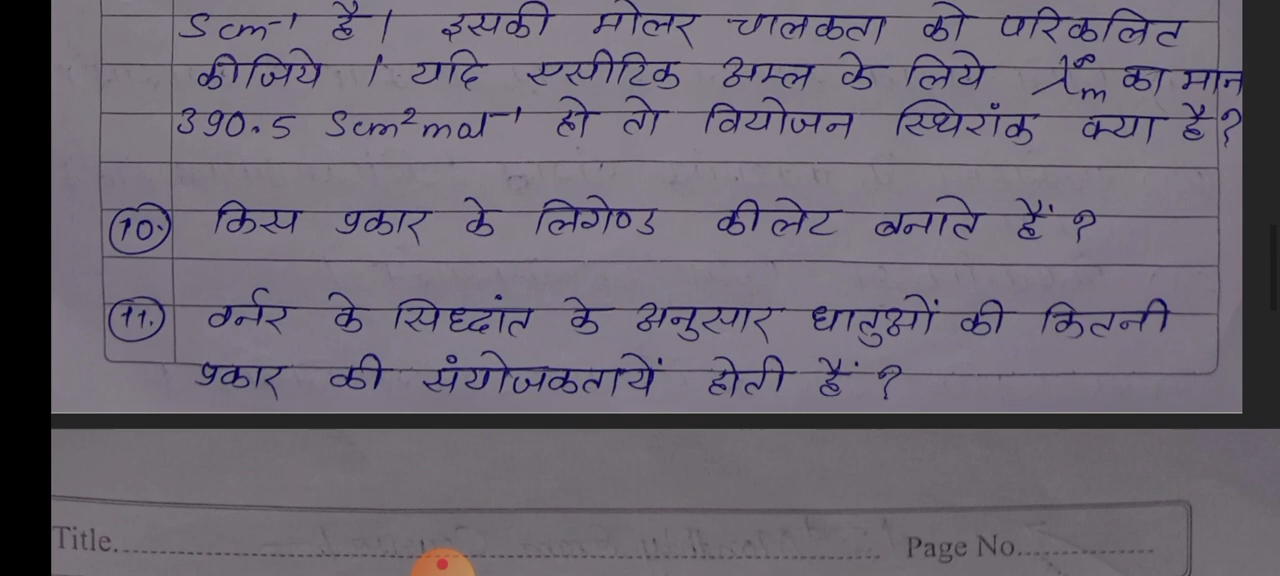 S cm⁻¹ है। इसकी मोलर चालकता को परिकलित
कीजिये । यदि एसीटिक अम्ल के लिये λ°m का मान
390.5 S cm² mol⁻¹ हो तो वियोजन स्थिरांक क्या है?
10. किस प्रकार के लिगेण्ड कीलेट बनाते हैं ?
11. वर्नर के सिध्दांत के अनुसार धातुओं की कितनी
प्रकार की संयोजकतायें होती हैं ?
Title. Page No.